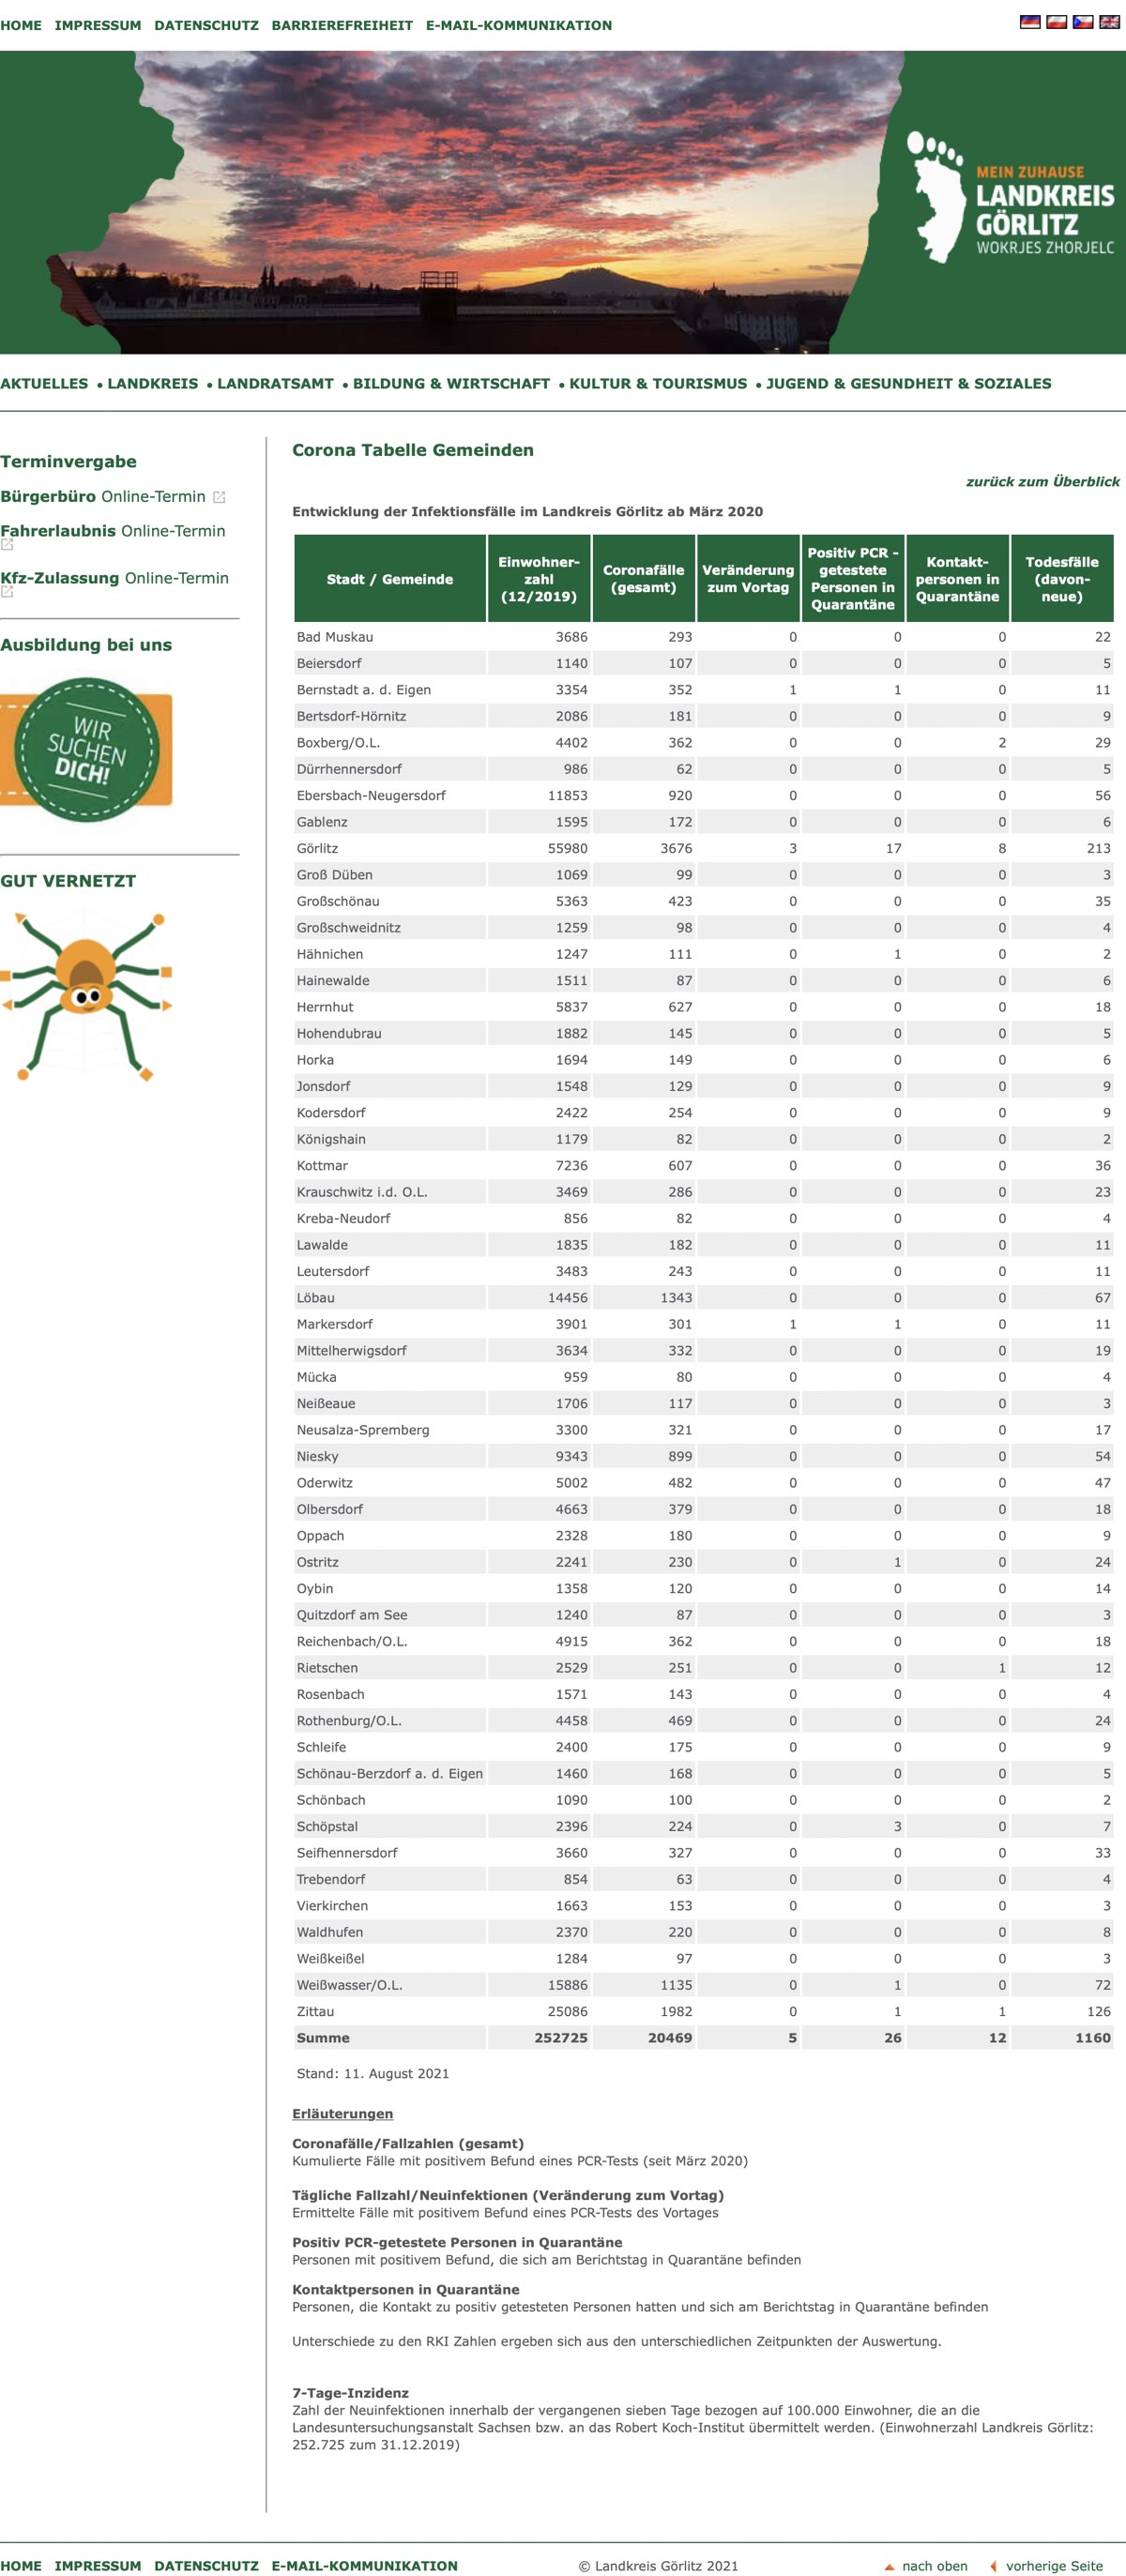 HOME IMPRESSUM DATENSCHUTZ BARRIEREFREIHEIT E-MAIL-KOMMUNIKATION
MEIN ZUHAUSE
LANDKREIS
GÖRLITZ
WOKRJES ZHORJELC
AKTUELLES • LANDKREIS • LANDRATSAMT • BILDUNG & WIRTSCHAFT • KULTUR & TOURISMUS • JUGEND & GESUNDHEIT & SOZIALES
Terminvergabe
Bürgerbüro Online-Termin
Fahrerlaubnis Online-Termin
Kfz-Zulassung Online-Termin
Ausbildung bei uns
WIR
SUCHEN
DICH!
GUT VERNETZT
Corona Tabelle Gemeinden
zurück zum Überblick
Entwicklung der Infektionsfälle im Landkreis Görlitz ab März 2020
Stadt / Gemeinde Einwohner-zahl (12/2019) Coronafälle (gesamt) Veränderung zum Vortag Positiv PCR - getestete Personen in Quarantäne Kontakt-personen in Quarantäne Todesfälle (davon-neue)
Bad Muskau 3686 293 0 0 0 22
Beiersdorf 1140 107 0 0 0 5
Bernstadt a. d. Eigen 3354 352 1 1 0 11
Bertsdorf-Hörnitz 2086 181 0 0 0 9
Boxberg/O.L. 4402 362 0 0 2 29
Dürrhennersdorf 986 62 0 0 0 5
Ebersbach-Neugersdorf 11853 920 0 0 0 56
Gablenz 1595 172 0 0 0 6
Görlitz 55980 3676 3 17 8 213
Groß Düben 1069 99 0 0 0 3
Großschönau 5363 423 0 0 0 35
Großschweidnitz 1259 98 0 0 0 4
Hähnichen 1247 111 0 1 0 2
Hainewalde 1511 87 0 0 0 6
Herrnhut 5837 627 0 0 0 18
Hohendubrau 1882 145 0 0 0 5
Horka 1694 149 0 0 0 6
Jonsdorf 1548 129 0 0 0 9
Kodersdorf 2422 254 0 0 0 9
Königshain 1179 82 0 0 0 2
Kottmar 7236 607 0 0 0 36
Krauschwitz i.d. O.L. 3469 286 0 0 0 23
Kreba-Neudorf 856 82 0 0 0 4
Lawalde 1835 182 0 0 0 11
Leutersdorf 3483 243 0 0 0 11
Löbau 14456 1343 0 0 0 67
Markersdorf 3901 301 1 1 0 11
Mittelherwigsdorf 3634 332 0 0 0 19
Mücka 959 80 0 0 0 4
Neißeaue 1706 117 0 0 0 3
Neusalza-Spremberg 3300 321 0 0 0 17
Niesky 9343 899 0 0 0 54
Oderwitz 5002 482 0 0 0 47
Olbersdorf 4663 379 0 0 0 18
Oppach 2328 180 0 0 0 9
Ostritz 2241 230 0 1 0 24
Oybin 1358 120 0 0 0 14
Quitzdorf am See 1240 87 0 0 0 3
Reichenbach/O.L. 4915 362 0 0 0 18
Rietschen 2529 251 0 0 1 12
Rosenbach 1571 143 0 0 0 4
Rothenburg/O.L. 4458 469 0 0 0 24
Schleife 2400 175 0 0 0 9
Schönau-Berzdorf a. d. Eigen 1460 168 0 0 0 5
Schönbach 1090 100 0 0 0 2
Schöpstal 2396 224 0 3 0 7
Seifhennersdorf 3660 327 0 0 0 33
Trebendorf 854 63 0 0 0 4
Vierkirchen 1663 153 0 0 0 3
Waldhufen 2370 220 0 0 0 8
Weißkeißel 1284 97 0 0 0 3
Weißwasser/O.L. 15886 1135 0 1 0 72
Zittau 25086 1982 0 1 1 126
Summe 252725 20469 5 26 12 1160
Stand: 11. August 2021
Erläuterungen
Coronafälle/Fallzahlen (gesamt)
Kumulierte Fälle mit positivem Befund eines PCR-Tests (seit März 2020)
Tägliche Fallzahl/Neuinfektionen (Veränderung zum Vortag)
Ermittelte Fälle mit positivem Befund eines PCR-Tests des Vortages
Positiv PCR-getestete Personen in Quarantäne
Personen mit positivem Befund, die sich am Berichtstag in Quarantäne befinden
Kontaktpersonen in Quarantäne
Personen, die Kontakt zu positiv getesteten Personen hatten und sich am Berichtstag in Quarantäne befinden
Unterschiede zu den RKI Zahlen ergeben sich aus den unterschiedlichen Zeitpunkten der Auswertung.
7-Tage-Inzidenz
Zahl der Neuinfektionen innerhalb der vergangenen sieben Tage bezogen auf 100.000 Einwohner, die an die
Landesuntersuchungsanstalt Sachsen bzw. an das Robert Koch-Institut übermittelt werden. (Einwohnerzahl Landkreis Görlitz:
252.725 zum 31.12.2019)
HOME IMPRESSUM DATENSCHUTZ E-MAIL-KOMMUNIKATION © Landkreis Görlitz 2021 nach oben vorherige Seite